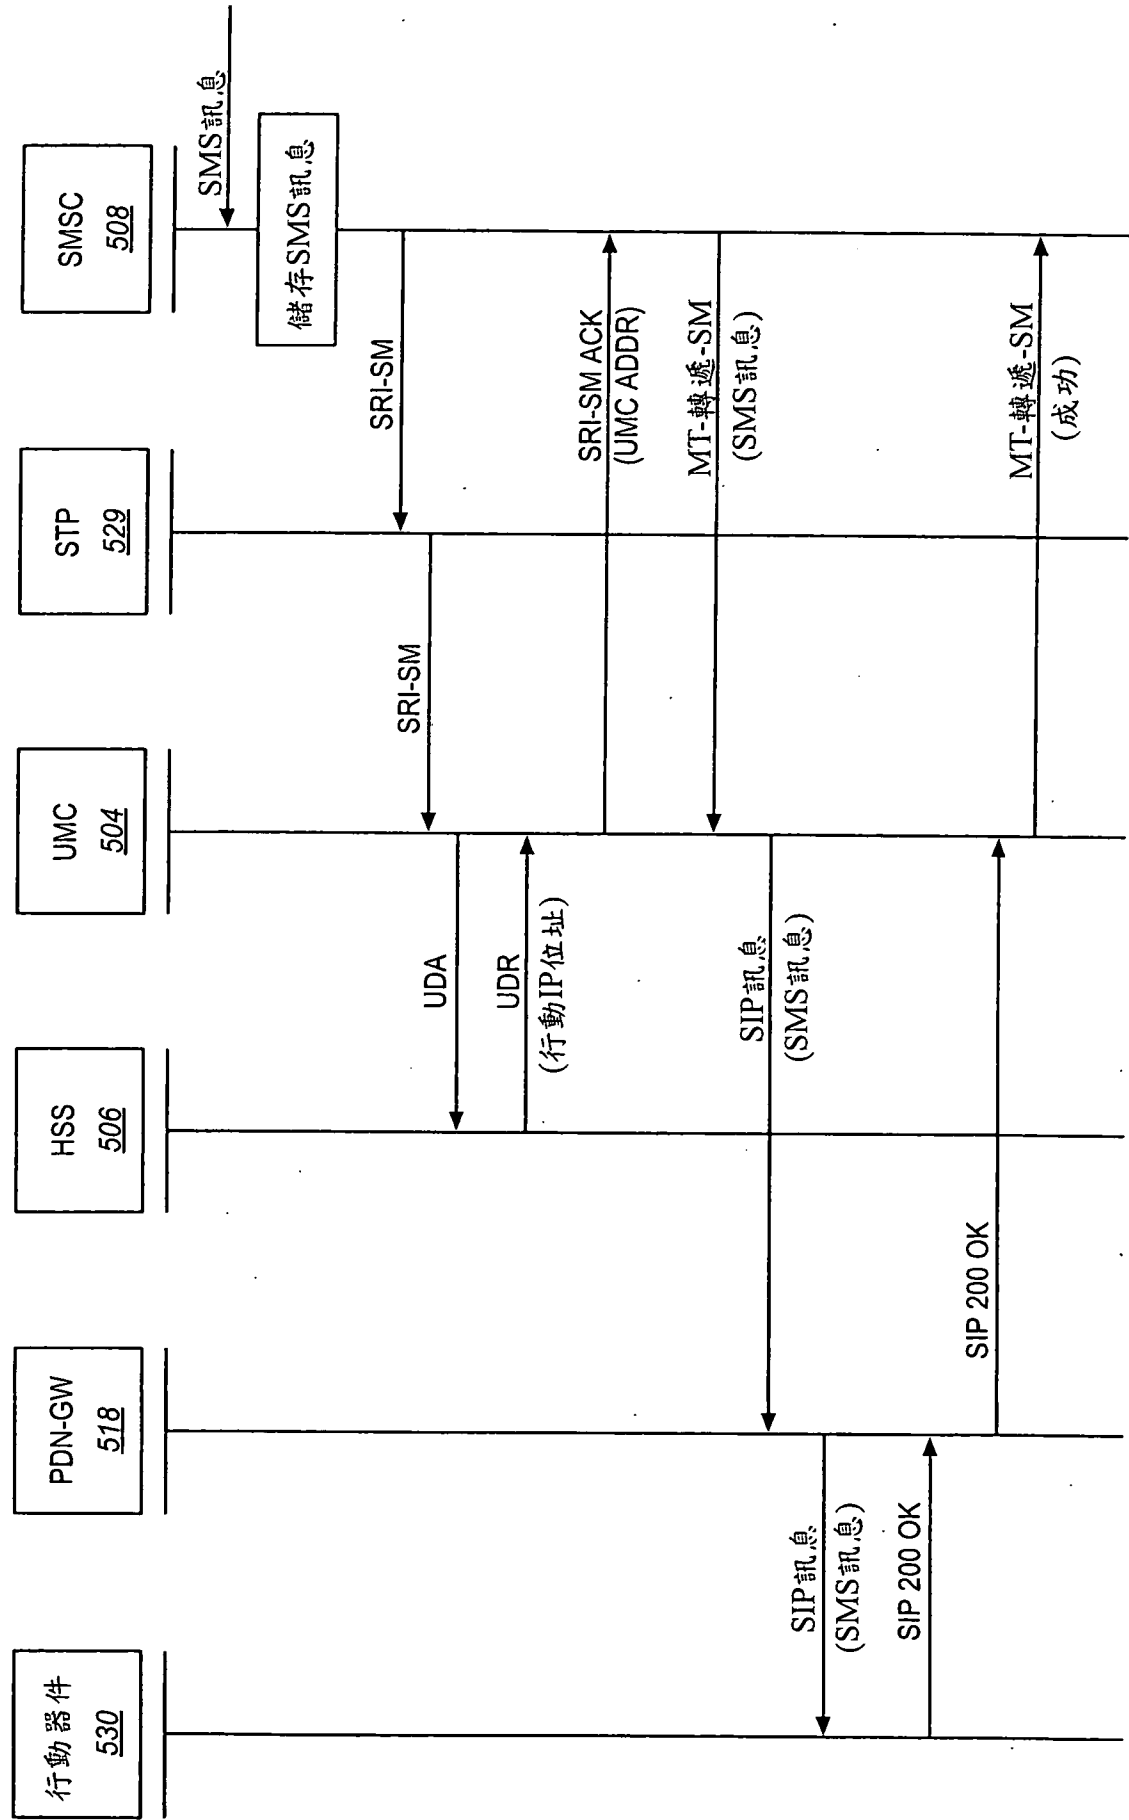 行動器件
530
PDN-GW
518
HSS
506
UMC
504
STP
529
SMSC
508
SMS訊息
儲存SMS訊息
SRI-SM
SRI-SM
UDA
UDR
(行動IP位址)
SRI-SM ACK
(UMC ADDR)
MT-轉遞-SM
(SMS訊息)
SIP訊息
(SMS訊息)
SIP訊息
(SMS訊息)
SIP 200 OK
SIP 200 OK
MT-轉遞-SM
(成功)